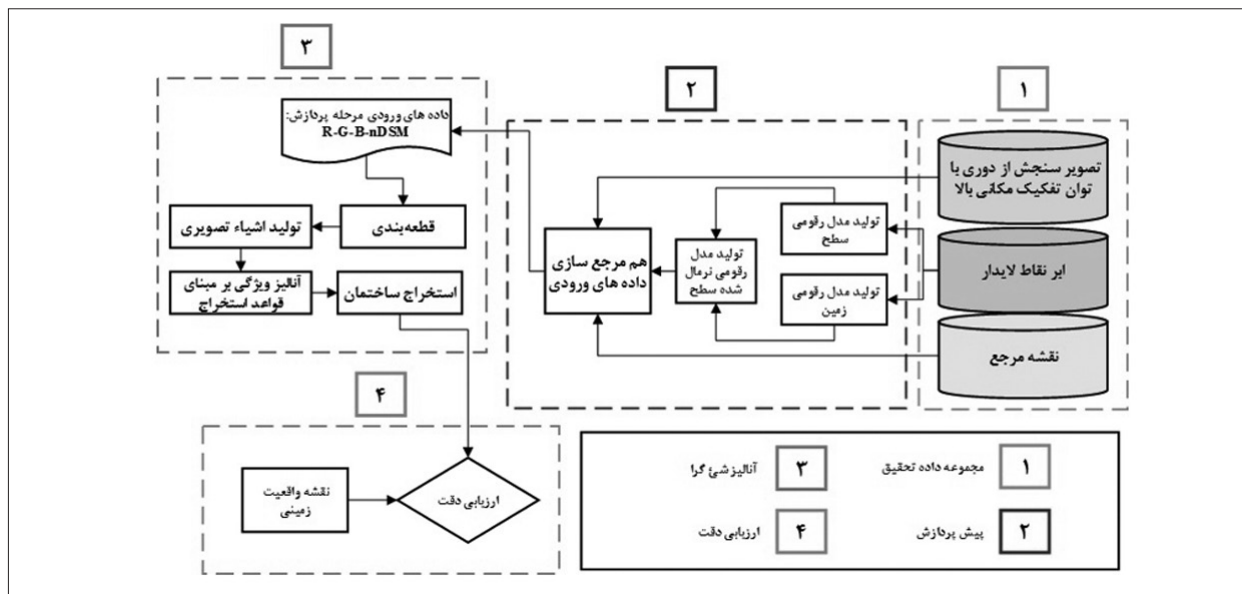 ۱
تصویر سنجش از دوری با
توان تفکیک مکانی بالا
ابر نقاط لایدار
نقشه مرجع
۲
تولید مدل رقومی
سطح
تولید مدل رقومی
زمین
تولید مدل
رقومی نرمال
شده سطح
هم مرجع سازی
داده های ورودی
۳
داده های ورودی مرحله پردازش:
R-G-B-nDSM
قطعه‌بندی
تولید اشیاء تصویری
آنالیز ویژگی بر مبنای
قواعد استخراج
استخراج ساختمان
۴
نقشه واقعیت
زمینی
ارزیابی دقت
۱
مجموعه داده تحقیق
۳
آنالیز شئ گرا
۲
پیش پردازش
۴
ارزیابی دقت